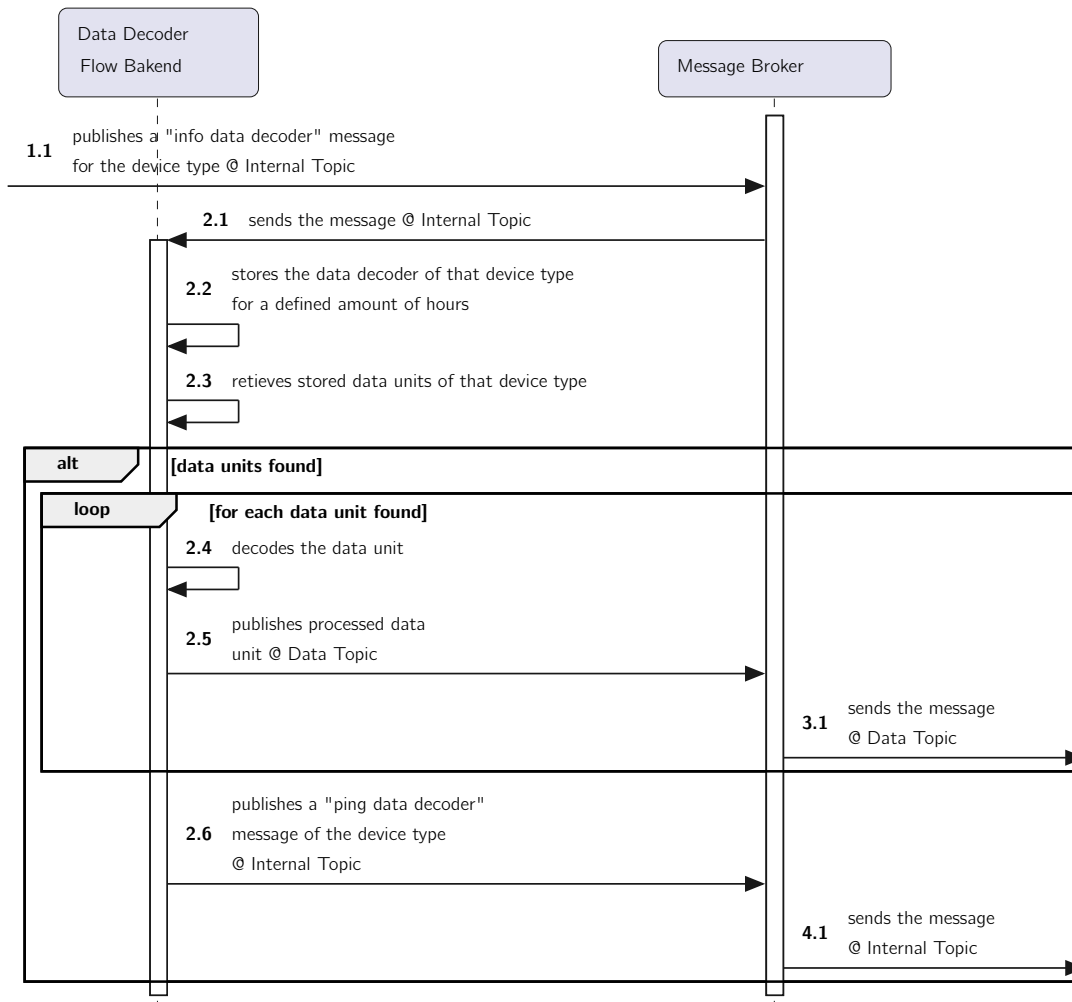 Data Decoder
Flow Bakend
Message Broker
1.1 publishes a "info data decoder" message
for the device type @ Internal Topic
2.1 sends the message @ Internal Topic
2.2 stores the data decoder of that device type
for a defined amount of hours
2.3 retieves stored data units of that device type
alt [data units found]
loop [for each data unit found]
2.4 decodes the data unit
2.5 publishes processed data
unit @ Data Topic
3.1 sends the message
@ Data Topic
2.6 publishes a "ping data decoder"
message of the device type
@ Internal Topic
4.1 sends the message
@ Internal Topic